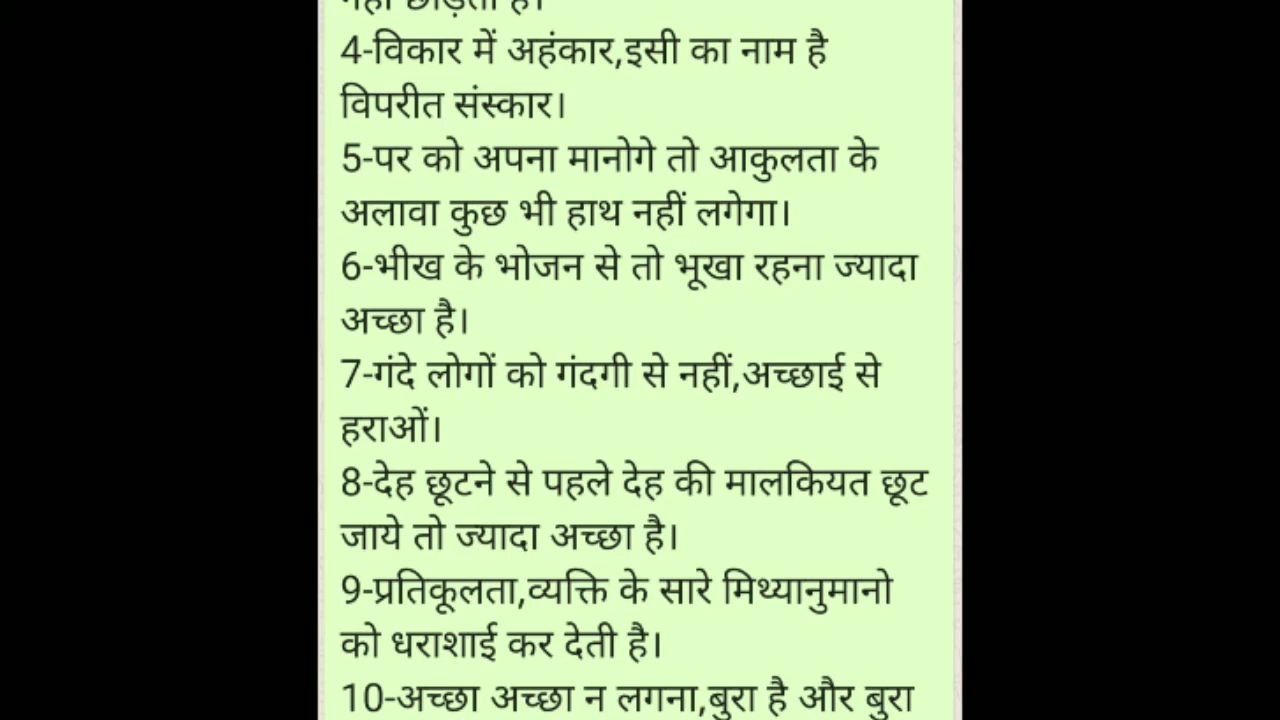 4-विकार में अहंकार,इसी का नाम है
विपरीत संस्कार।
5-पर को अपना मानोगे तो आकुलता के
अलावा कुछ भी हाथ नहीं लगेगा।
6-भीख के भोजन से तो भूखा रहना ज्यादा
अच्छा है।
7-गंदे लोगों को गंदगी से नहीं,अच्छाई से
हराओं।
8-देह छूटने से पहले देह की मालकियत छूट
जाये तो ज्यादा अच्छा है।
9-प्रतिकूलता,व्यक्ति के सारे मिथ्यानुमानो
को धराशाई कर देती है।
10-अच्छा अच्छा न लगना,बुरा है और बुरा